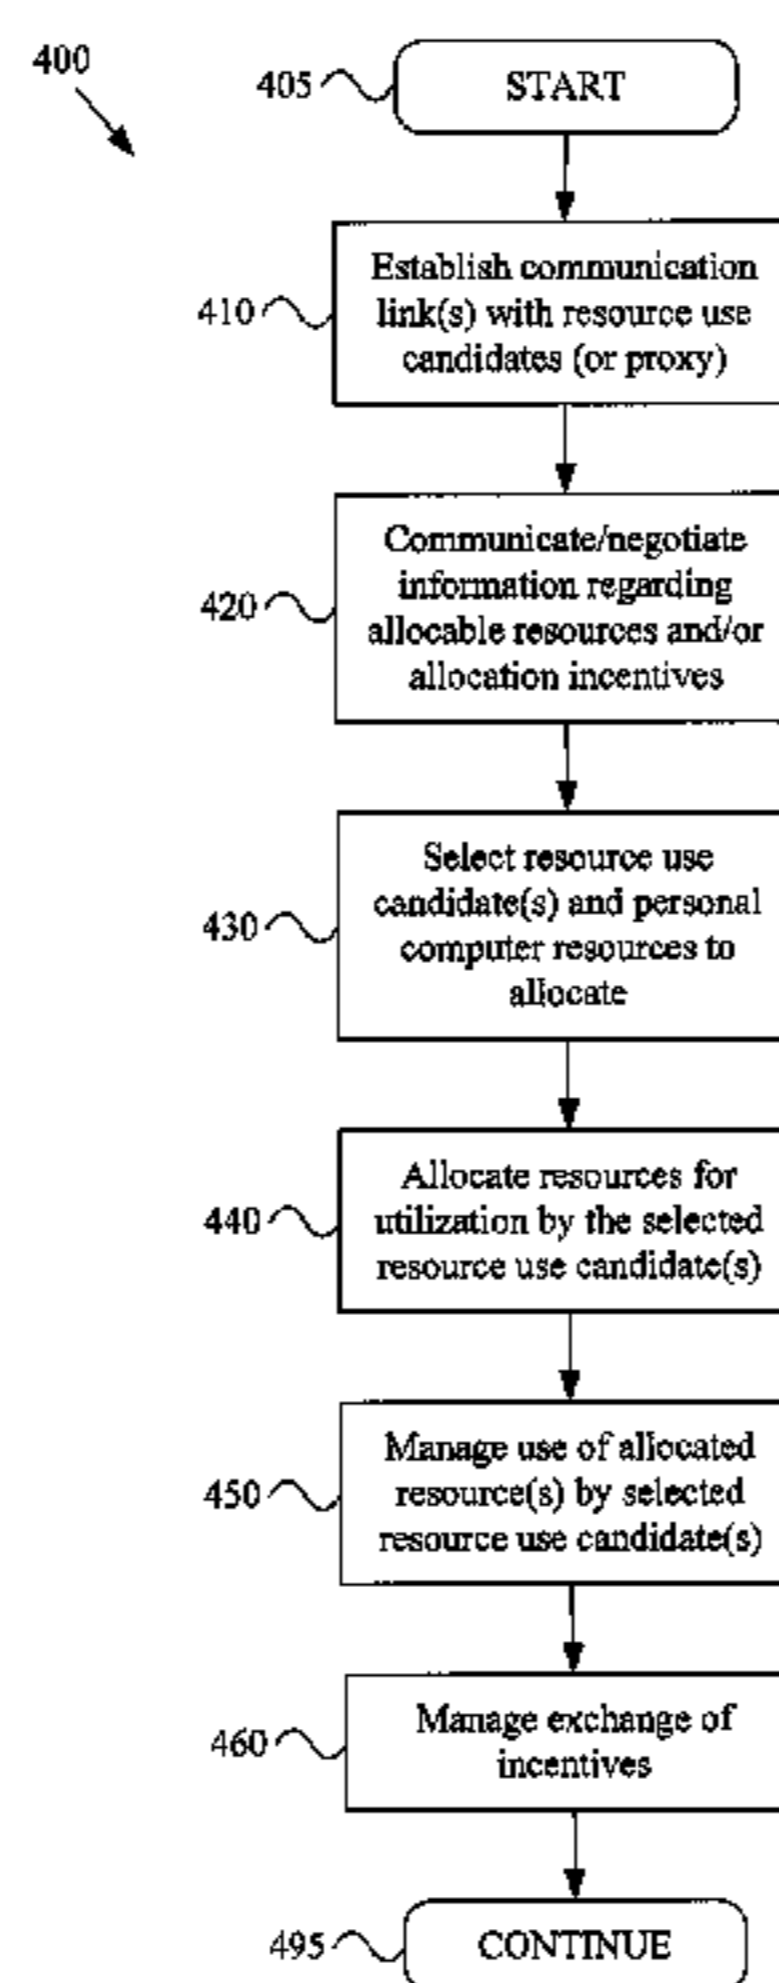 400
405 START
410
Establish communication
link(s) with resource use
candidates (or proxy)
420
Communicate/negotiate
information regarding
allocable resources and/or
allocation incentives
430
Select resource use
candidate(s) and personal
computer resources to
allocate
440
Allocate resources for
utilization by the selected
resource use candidate(s)
450
Manage use of allocated
resource(s) by selected
resource use candidate(s)
460
Manage exchange of
incentives
495 CONTINUE